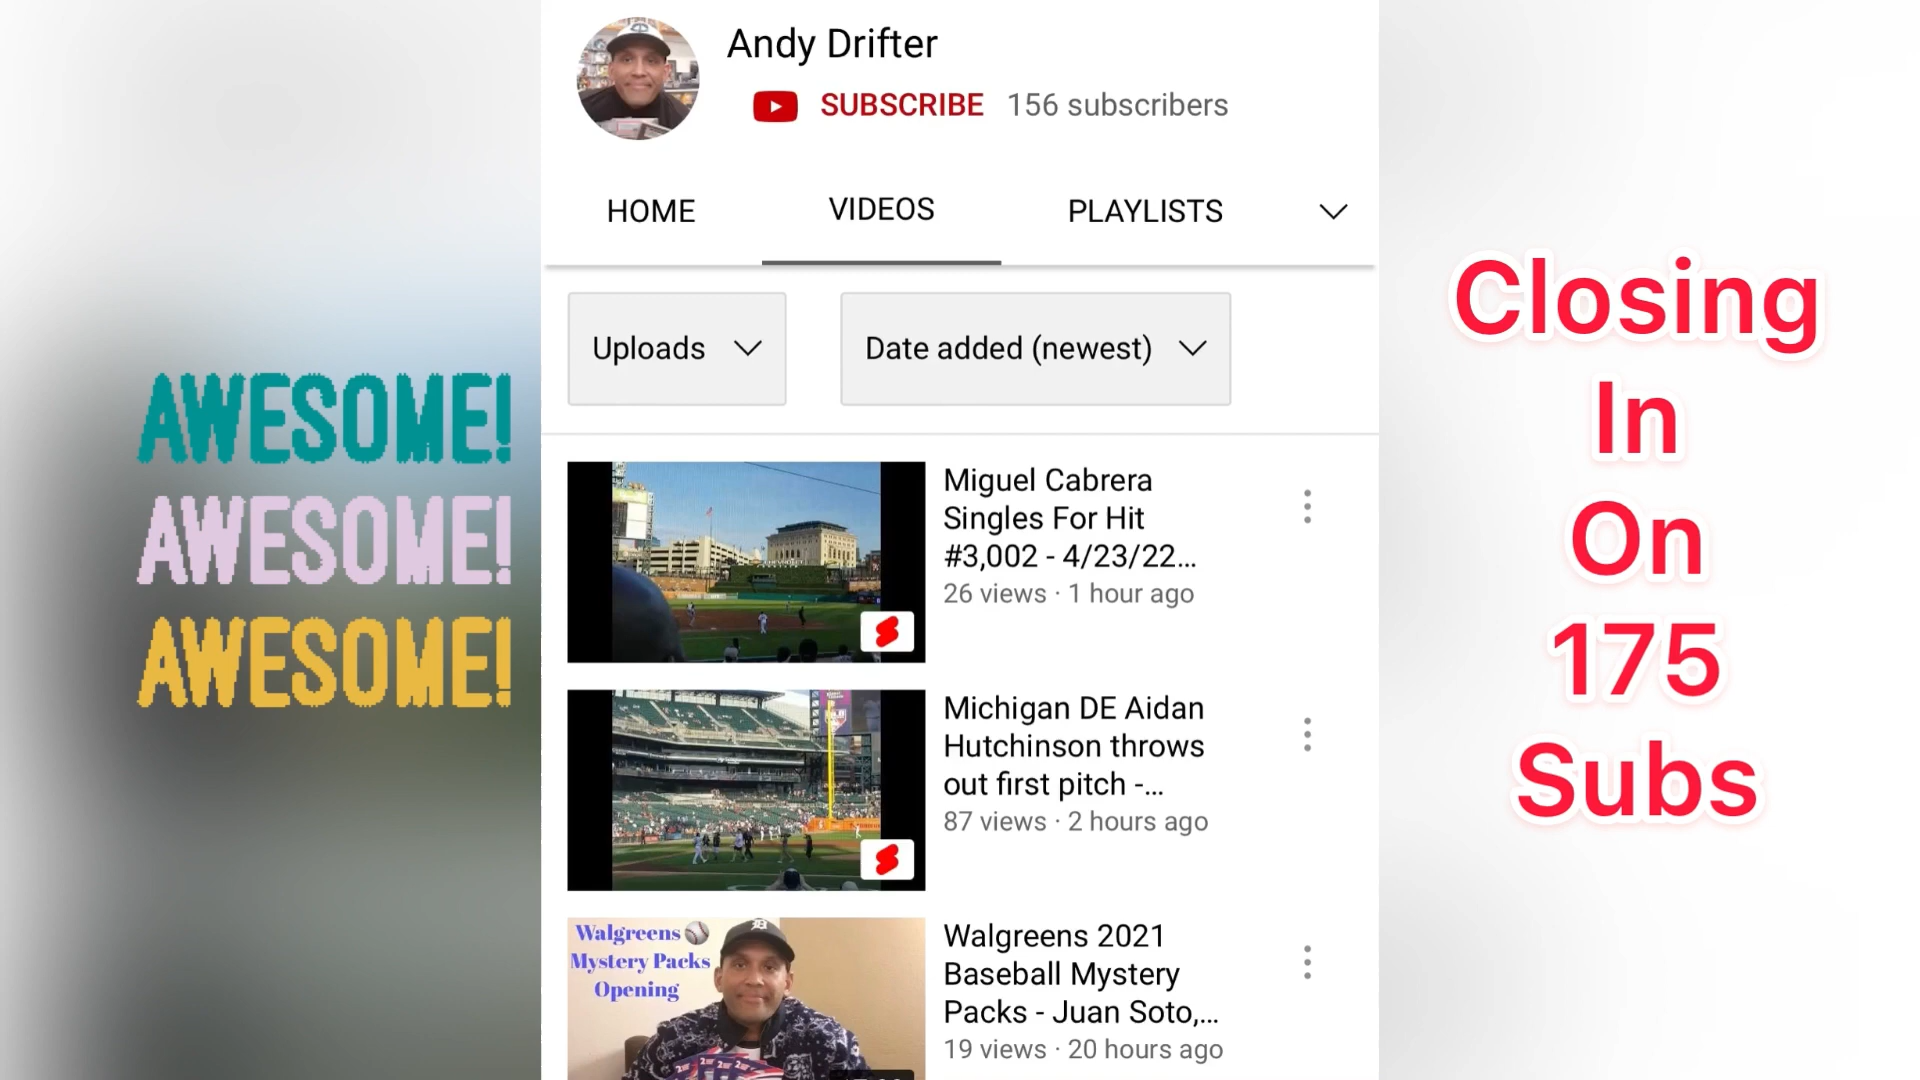 Andy Drifter
SUBSCRIBE 156 subscribers
HOME VIDEOS PLAYLISTS
Uploads Date added (newest)
AWESOME!
AWESOME!
AWESOME!
Miguel Cabrera
Singles For Hit
#3,002 - 4/23/22...
26 views · 1 hour ago
Michigan DE Aidan
Hutchinson throws
out first pitch -...
87 views · 2 hours ago
Walgreens
Mystery Packs
Opening
Walgreens 2021
Baseball Mystery
Packs - Juan Soto,...
19 views · 20 hours ago
Closing
In
On
175
Subs